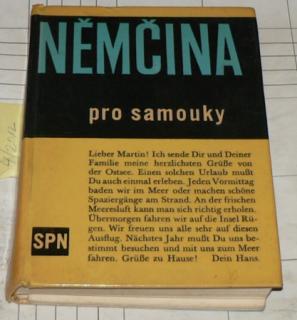 NĚMČINA
pro samouky
Lieber Martin! Ich sende Dir und Deiner
Familie meine herzlichsten Grüße von
der Ostsee. Einen solchen Urlaub mußt
Du auch einmal erleben. Jeden Vormittag
baden wir im Meer oder machen schöne
Spaziergänge am Strand. An der frischen
Meeresluft kann man sich richtig erholen.
Übermorgen fahren wir auf die Insel Rü-
gen. Wir freuen uns alle sehr auf diesen
Ausflug. Nächstes Jahr mußt Du uns be-
stimmt besuchen und mit uns zum Meer
fahren. Grüße zu Hause! Dein Hans.
SPN